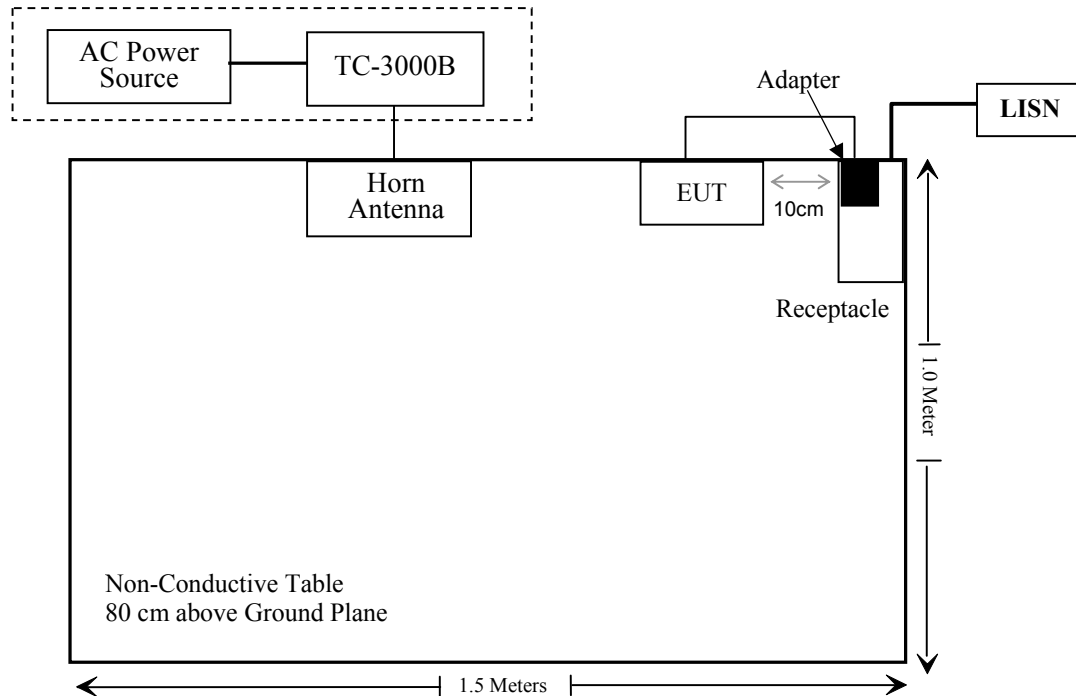 AC Power
Source
TC-3000B
Adapter
LISN
Horn
Antenna
EUT
10cm
Receptacle
1.0 Meter
Non-Conductive Table
80 cm above Ground Plane
1.5 Meters